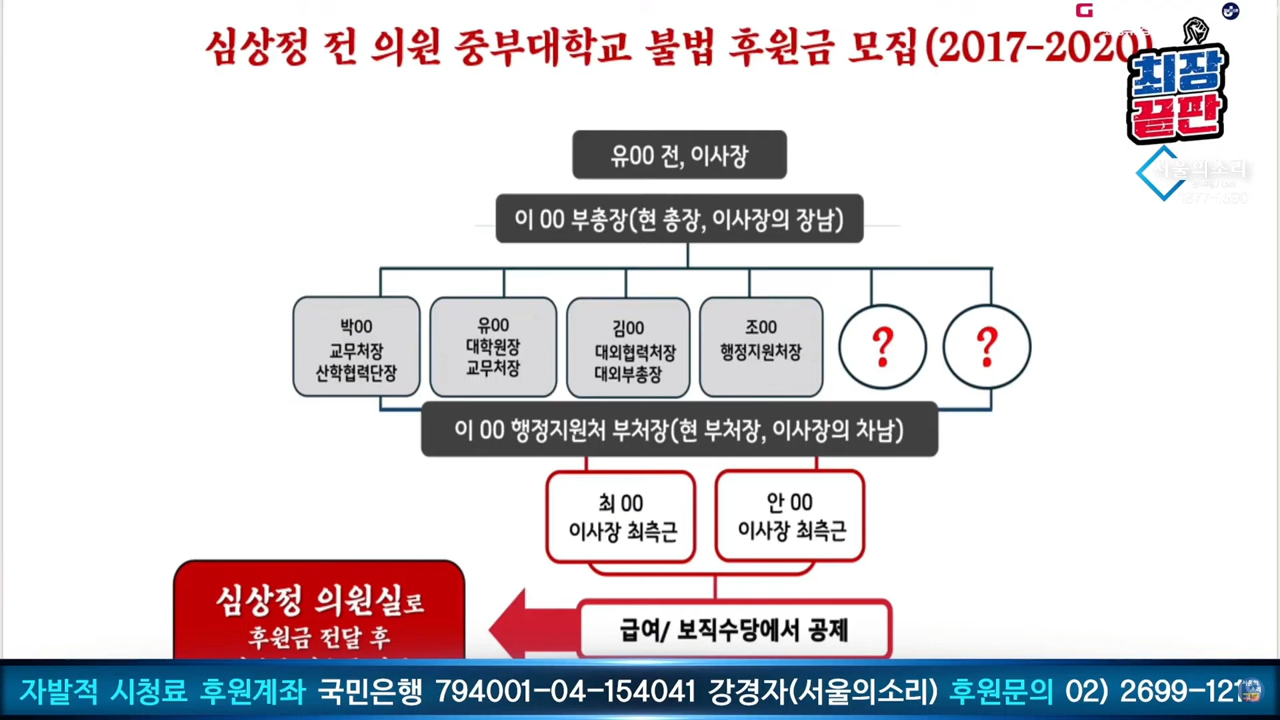 심상정 전 의원 중부대학교 불법 후원금 모집(2017-2020)
최장
끝판
서울의소리
유00 전, 이사장
이 00 부총장(현 총장, 이사장의 장남)
박00
교무처장
산학협력단장
유00
대학원장
교무처장
김00
대외협력처장
대외부총장
조00
행정지원처장
?
?
이 00 행정지원처 부처장(현 부처장, 이사장의 차남)
최 00
이사장 최측근
안 00
이사장 최측근
심상정 의원실로
후원금 전달 후
급여/ 보직수당에서 공제
자발적 시청료 후원계좌 국민은행 794001-04-154041 강경자(서울의소리) 후원문의 02) 2699-121